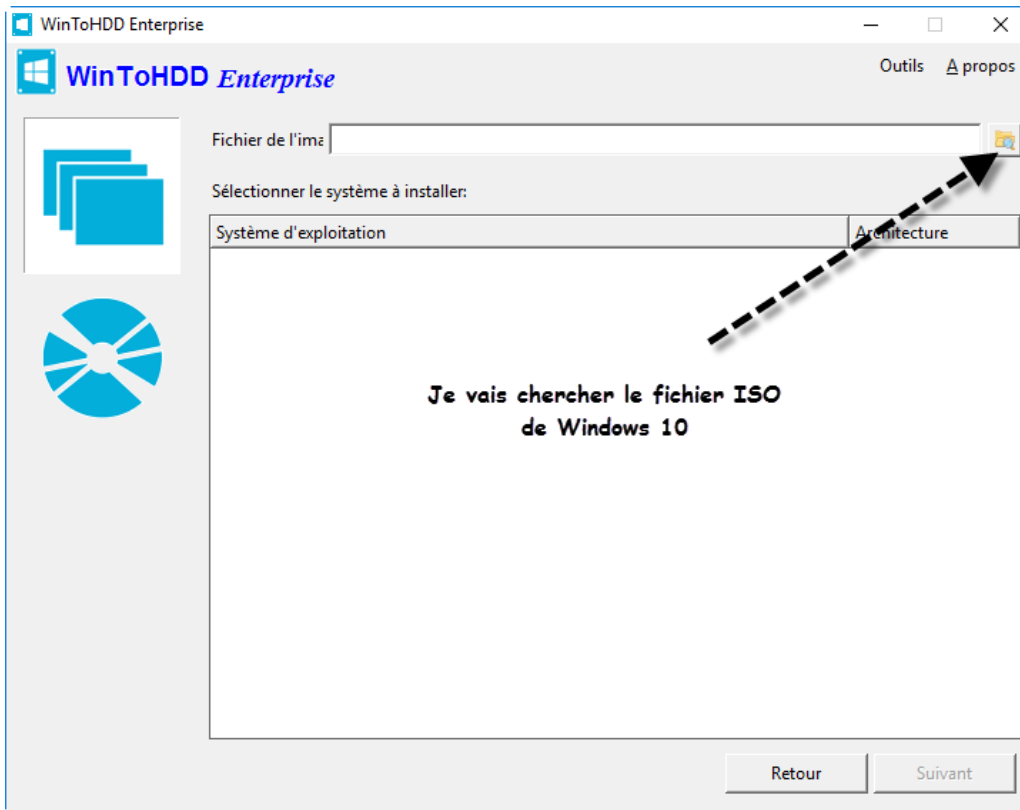 WinToHDD Enterprise
WinToHDD Enterprise
Outils A propos
Fichier de l'ima
Sélectionner le système à installer:
Système d'exploitation Architecture
Je vais chercher le fichier ISO
de Windows 10
Retour Suivant